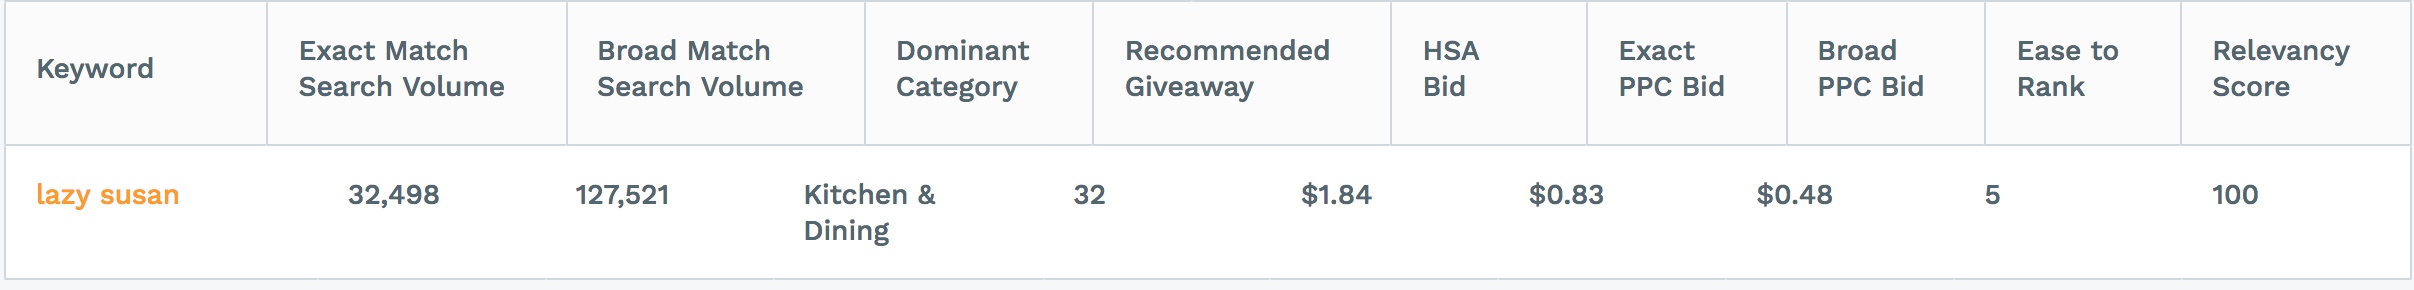 Keyword
Exact Match
Search Volume
Broad Match
Search Volume
Dominant
Category
Recommended
Giveaway
HSA
Bid
Exact
PPC Bid
Broad
PPC Bid
Ease to
Rank
Relevancy
Score
lazy susan
32,498
127,521
Kitchen &
Dining
32
$1.84
$0.83
$0.48
5
100